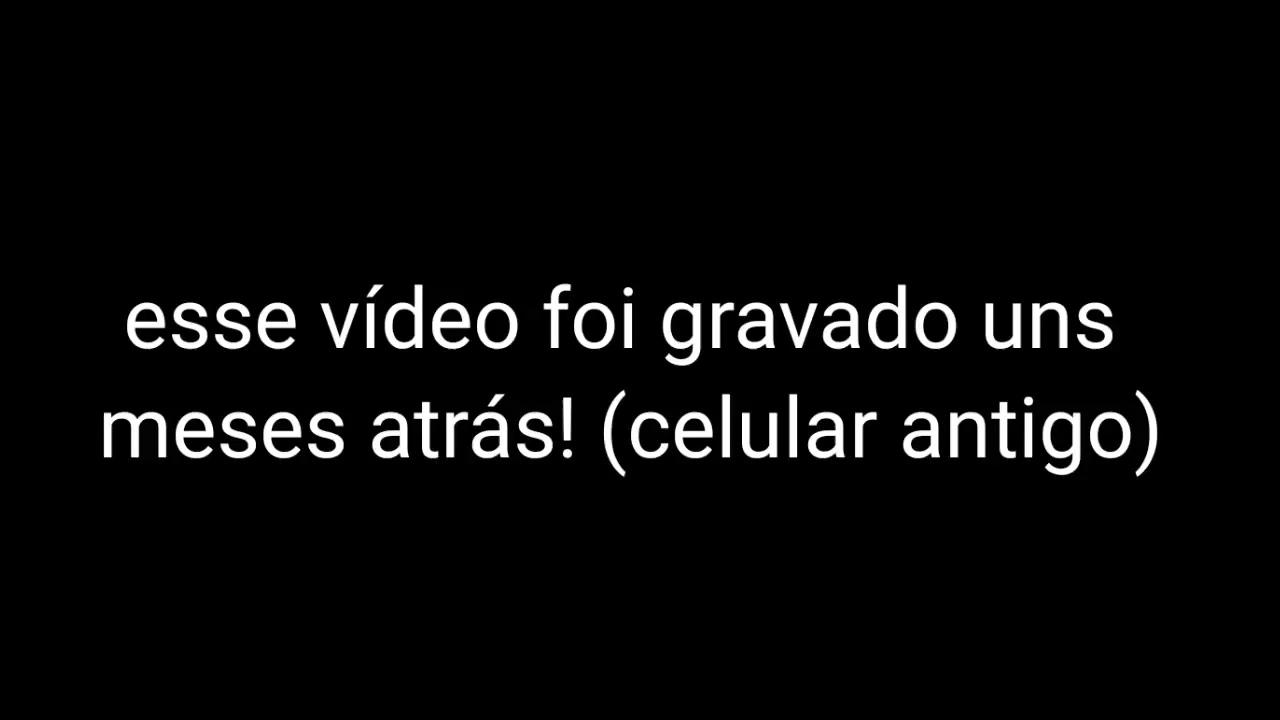 esse vídeo foi gravado uns
meses atrás! (celular antigo)